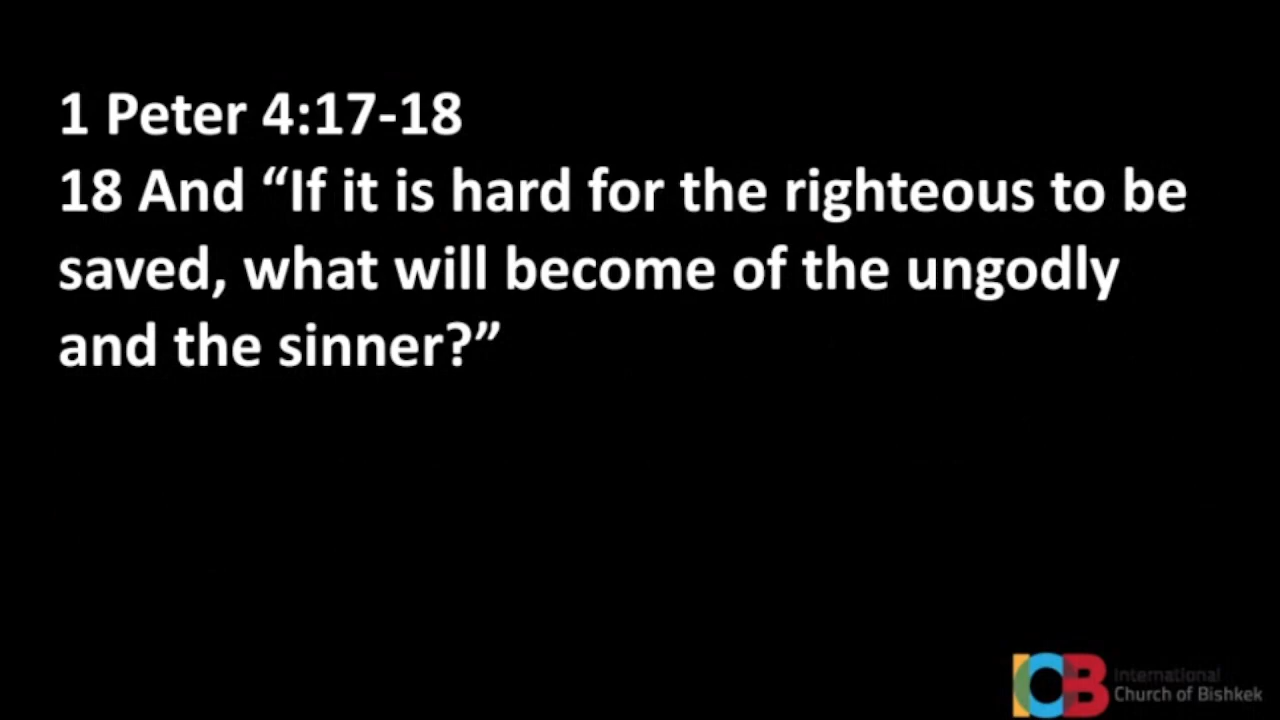 1 Peter 4:17-18
18 And “If it is hard for the righteous to be
saved, what will become of the ungodly
and the sinner?”
ICB
International
Church of Bishkek